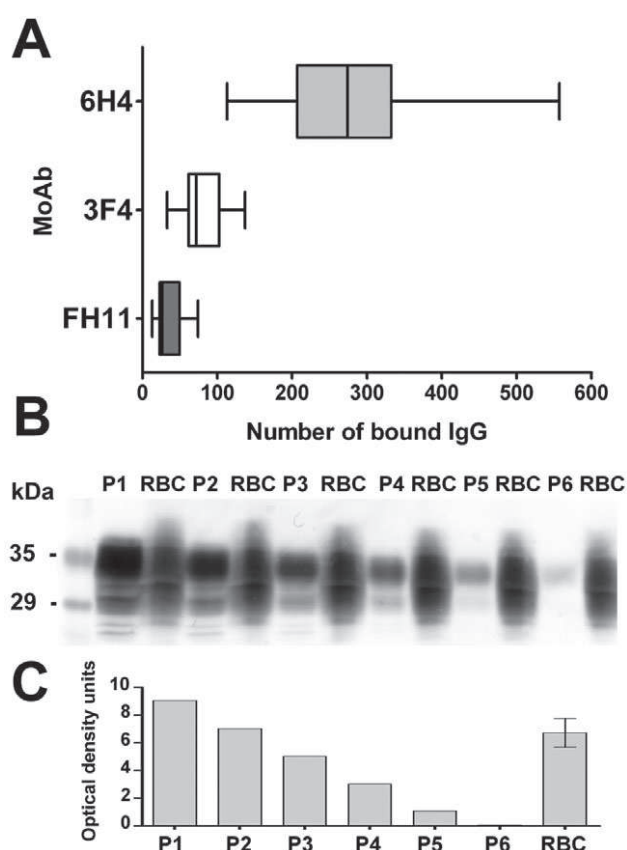 A
MoAb
6H4
3F4
FH11
0 100 200 300 400 500 600
Number of bound IgG
B
kDa P1 RBC P2 RBC P3 RBC P4 RBC P5 RBC P6 RBC
35 -
29 -
C
Optical density units
10
8
6
4
2
0
P1 P2 P3 P4 P5 P6 RBC